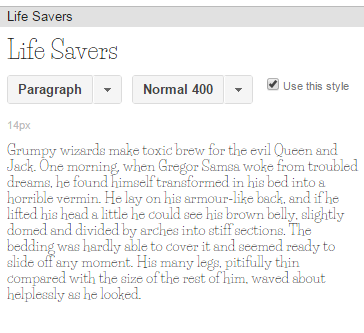 Life Savers
Life Savers
Paragraph
Normal 400
Use this style
14px
Grumpy wizards make toxic brew for the evil Queen and
Jack. One morning, when Gregor Samsa woke from troubled
dreams, he found himself transformed in his bed into a
horrible vermin. He lay on his armour-like back, and if he
lifted his head a little he could see his brown belly, slightly
domed and divided by arches into stiff sections. The
bedding was hardly able to cover it and seemed ready to
slide off any moment. His many legs, pitifully thin
compared with the size of the rest of him, waved about
helplessly as he looked.